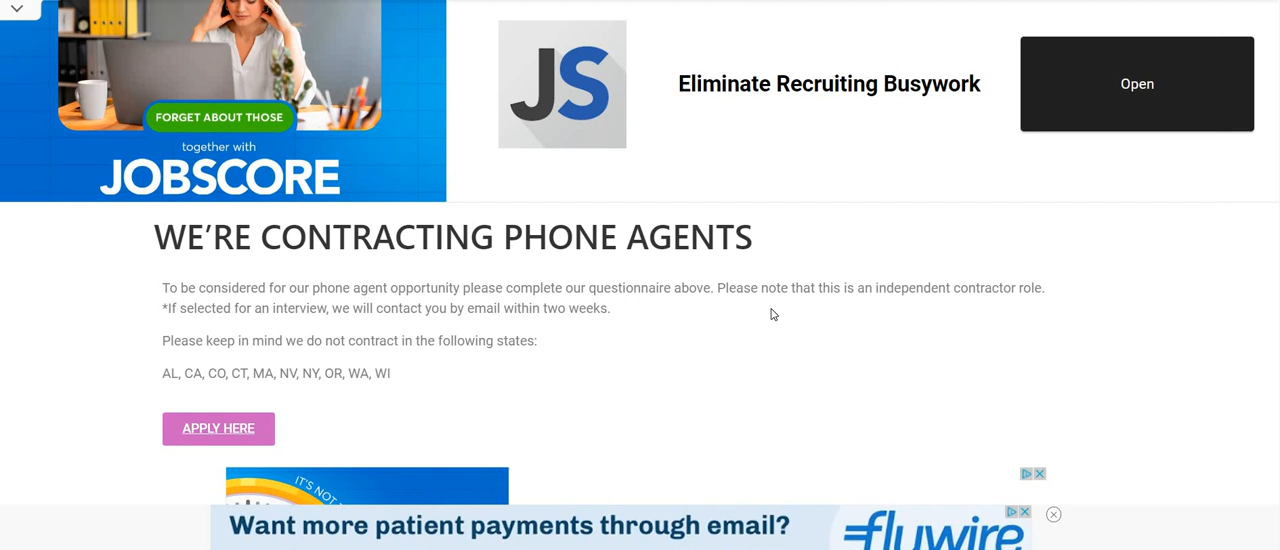 FORGET ABOUT THOSE
together with
JOBSCORE
JS
Eliminate Recruiting Busywork
Open
WE’RE CONTRACTING PHONE AGENTS
To be considered for our phone agent opportunity please complete our questionnaire above. Please note that this is an independent contractor role.
*If selected for an interview, we will contact you by email within two weeks.
Please keep in mind we do not contract in the following states:
AL, CA, CO, CT, MA, NV, NY, OR, WA, WI
APPLY HERE
IT'S NOT
Want more patient payments through email?
fluwire